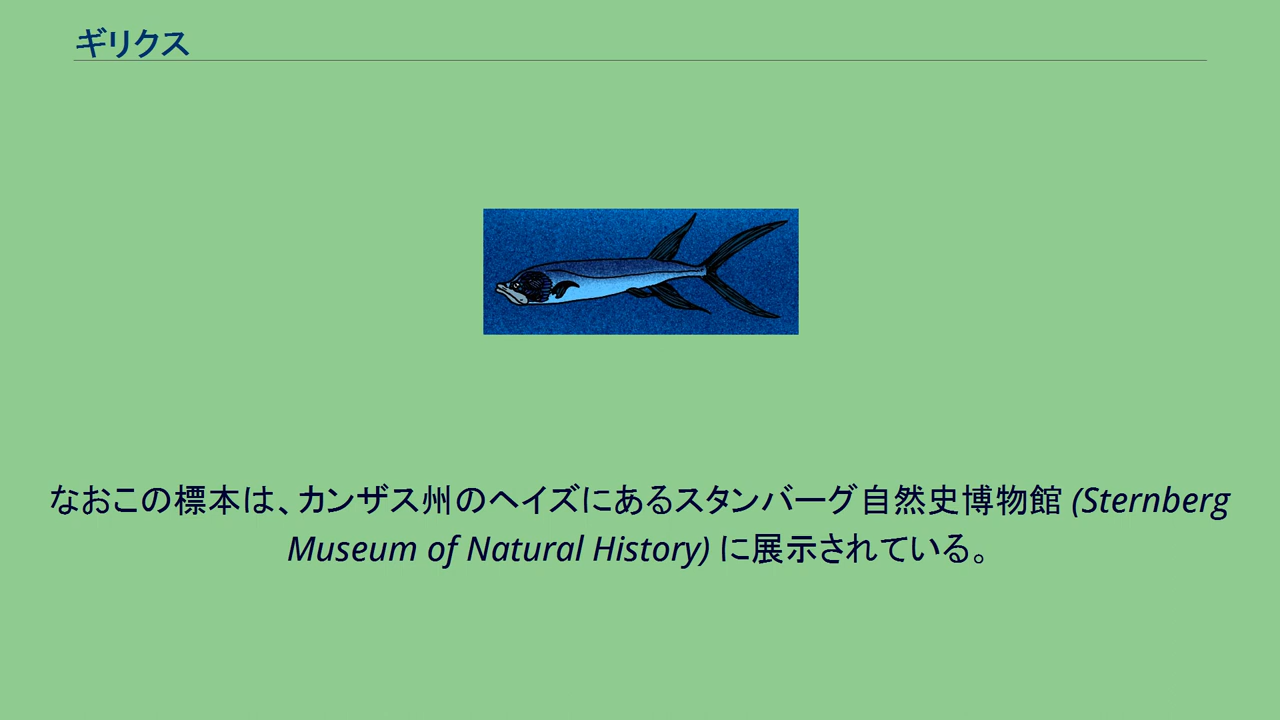 ギリクス
なおこの標本は、カンザス州のヘイズにあるスタンバーグ自然史博物館 (Sternberg
Museum of Natural History) に展示されている。